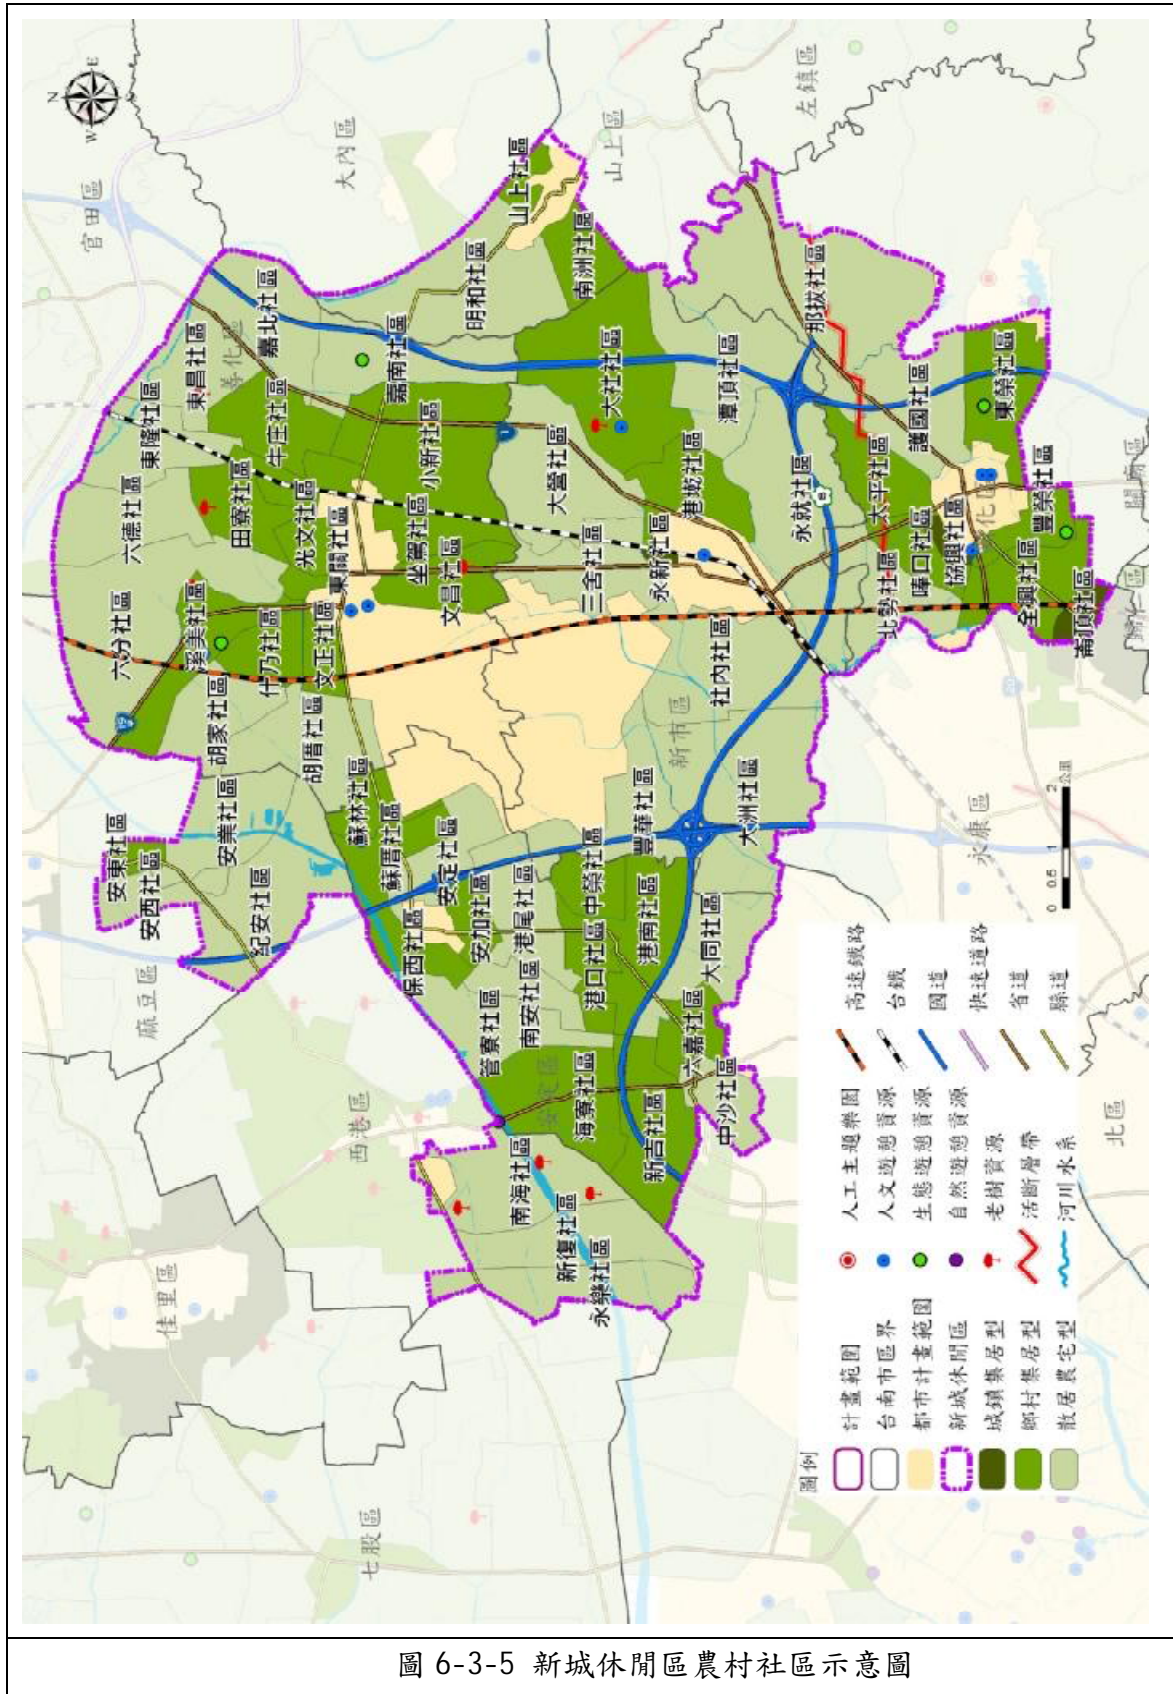 N
E
W
官田區
大內區
山上區
左鎮區
善化區
麻豆區
西港區
佳里區
七股區
安定區
新市區
永康區
北區
歸仁區
關廟區
山上社區
南洲社區
明和社區
嘉北社區
東昌社區
東隆社區
牛庄社區
嘉南社區
小新社區
六德社區
田寮社區
光文社區
東關社區
坐駕社區
文昌社區
六分社區
溪美社區
什乃社區
文正社區
胡家社區
胡厝社區
蘇林社區
蘇厝社區
安定社區
安加社區
港尾社區
保西社區
安業社區
安東社區
安西社區
紀安社區
管寮社區
南安社區
港口社區
中榮社區
豐華社區
港南社區
大同社區
大洲社區
社內社區
三舍社區
永新社區
大營社區
大社社區
潭頂社區
港墘社區
永就社區
那拔社區
太平社區
護國社區
東榮社區
豐榮社區
協興社區
唪口社區
北勢社區
全興社區
崙頂社區
海寮社區
六嘉社區
中沙社區
新吉社區
南海社區
新復社區
永樂社區
19
1
8
0
0.5
1
2
公里
圖例
計畫範圍
台南市區界
都市計畫範圍
新城休閒區
城鎮集居型
鄉村集居型
散居農宅型
人工主題樂園
人文遊憩資源
生態遊憩資源
自然遊憩資源
老樹資源
活斷層帶
河川水系
高速鐵路
台鐵
國道
快速道路
省道
縣道
圖 6-3-5 新城休閒區農村社區示意圖